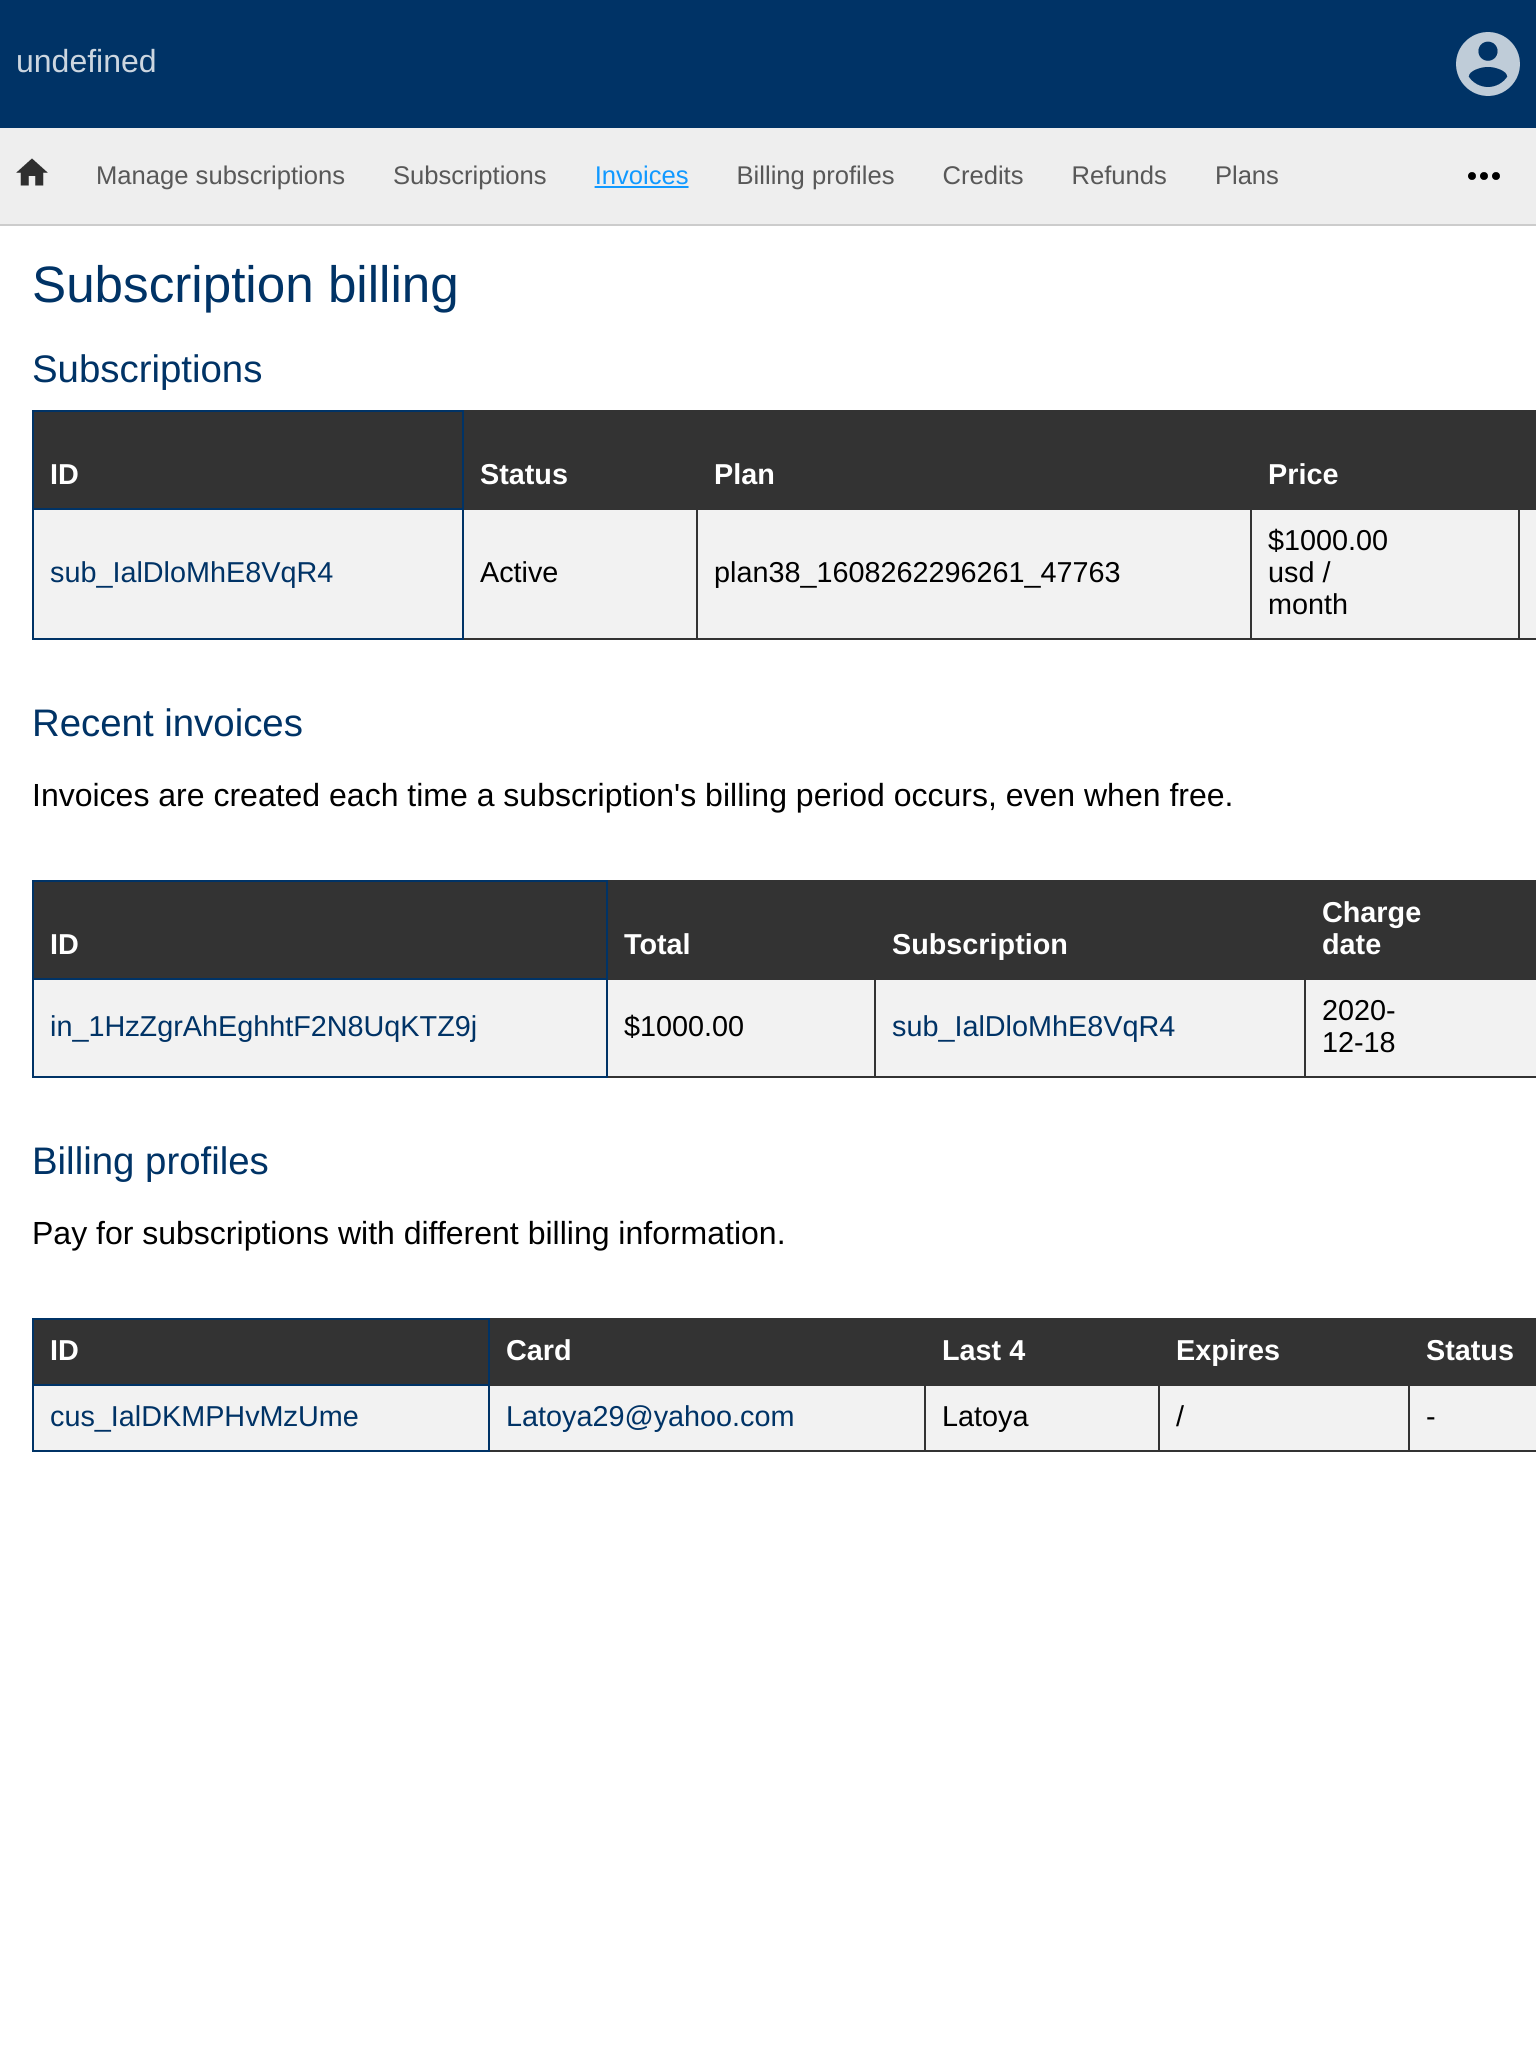 undefined
Manage subscriptions Subscriptions Invoices Billing profiles Credits Refunds Plans
Subscription billing
Subscriptions
ID Status Plan Price
sub_IalDloMhE8VqR4 Active plan38_1608262296261_47763 $1000.00
usd /
month
Recent invoices
Invoices are created each time a subscription's billing period occurs, even when free.
ID Total Subscription Charge
date
in_1HzZgrAhEghhtF2N8UqKTZ9j $1000.00 sub_IalDloMhE8VqR4 2020-
12-18
Billing profiles
Pay for subscriptions with different billing information.
ID Card Last 4 Expires Status
cus_IalDKMPHvMzUme Latoya29@yahoo.com Latoya / -